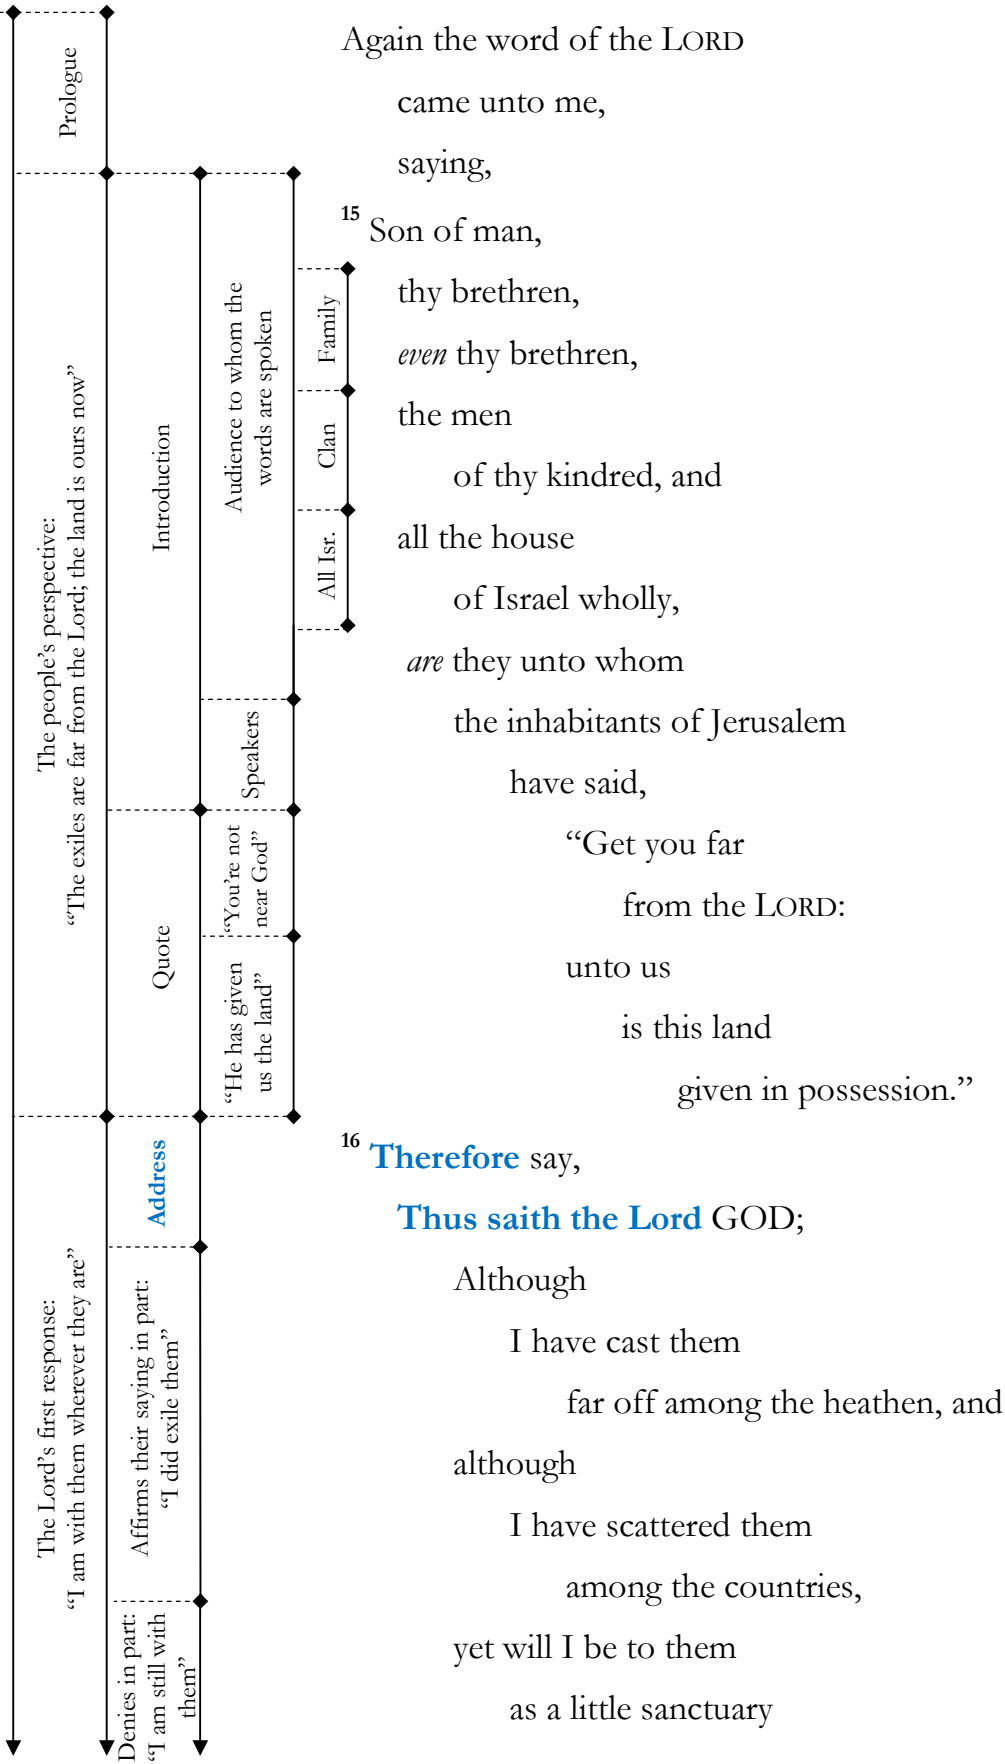 Prologue
The people’s perspective:
“The exiles are far from the Lord; the land is ours now”
Introduction
Audience to whom the
words are spoken
Family
Clan
All Isr.
Speakers
Quote
“You’re not
near God”
“He has given
us the land”
The Lord’s first response:
“I am with them wherever they are”
Address
Affirms their saying in part:
“I did exile them”
Denies in part:
“I am still with
them”
Again the word of the LORD
came unto me,
saying,
15 Son of man,
thy brethren,
even thy brethren,
the men
of thy kindred, and
all the house
of Israel wholly,
are they unto whom
the inhabitants of Jerusalem
have said,
“Get you far
from the LORD:
unto us
is this land
given in possession.”
16 Therefore say,
Thus saith the Lord GOD;
Although
I have cast them
far off among the heathen, and
although
I have scattered them
among the countries,
yet will I be to them
as a little sanctuary